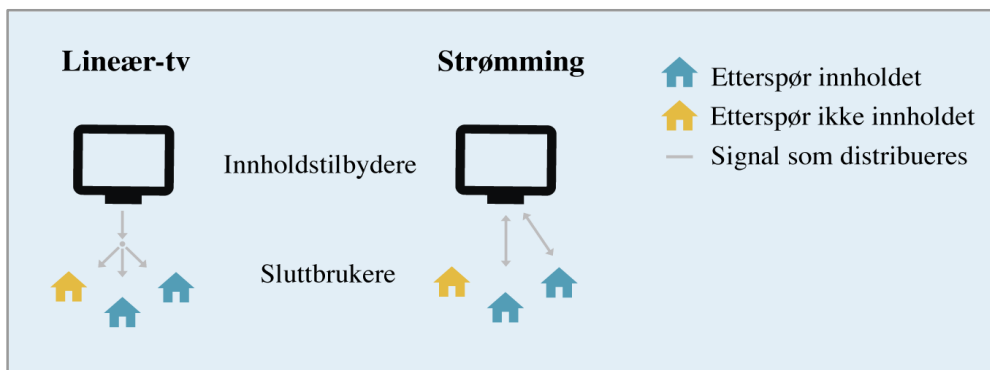 Lineær-tv
Strømming
Etterspør innholdet
Etterspør ikke innholdet
Signal som distribueres
Innholdstilbydere
Sluttbrukere